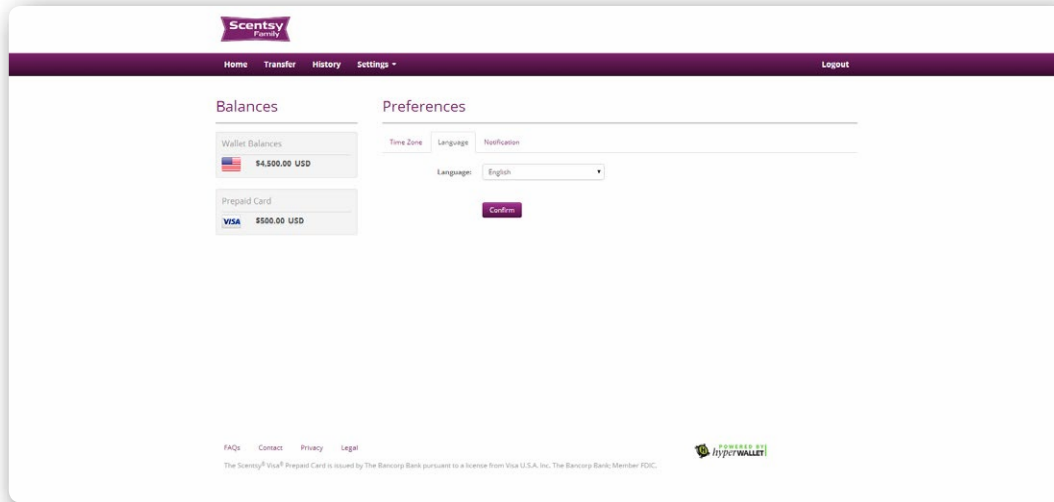 Scentsy
Family
Home Transfer History Settings
Logout
Balances
Wallet Balances
$4,500.00 USD
Prepaid Card
VISA $500.00 USD
Preferences
Time Zone Language Notification
Language: English
Confirm
FAQs Contact Privacy Legal
The Scentsy® Visa® Prepaid Card is issued by The Bancorp Bank pursuant to a license from Visa U.S.A. Inc. The Bancorp Bank; Member FDIC.
POWERED BY
hyperWALLET